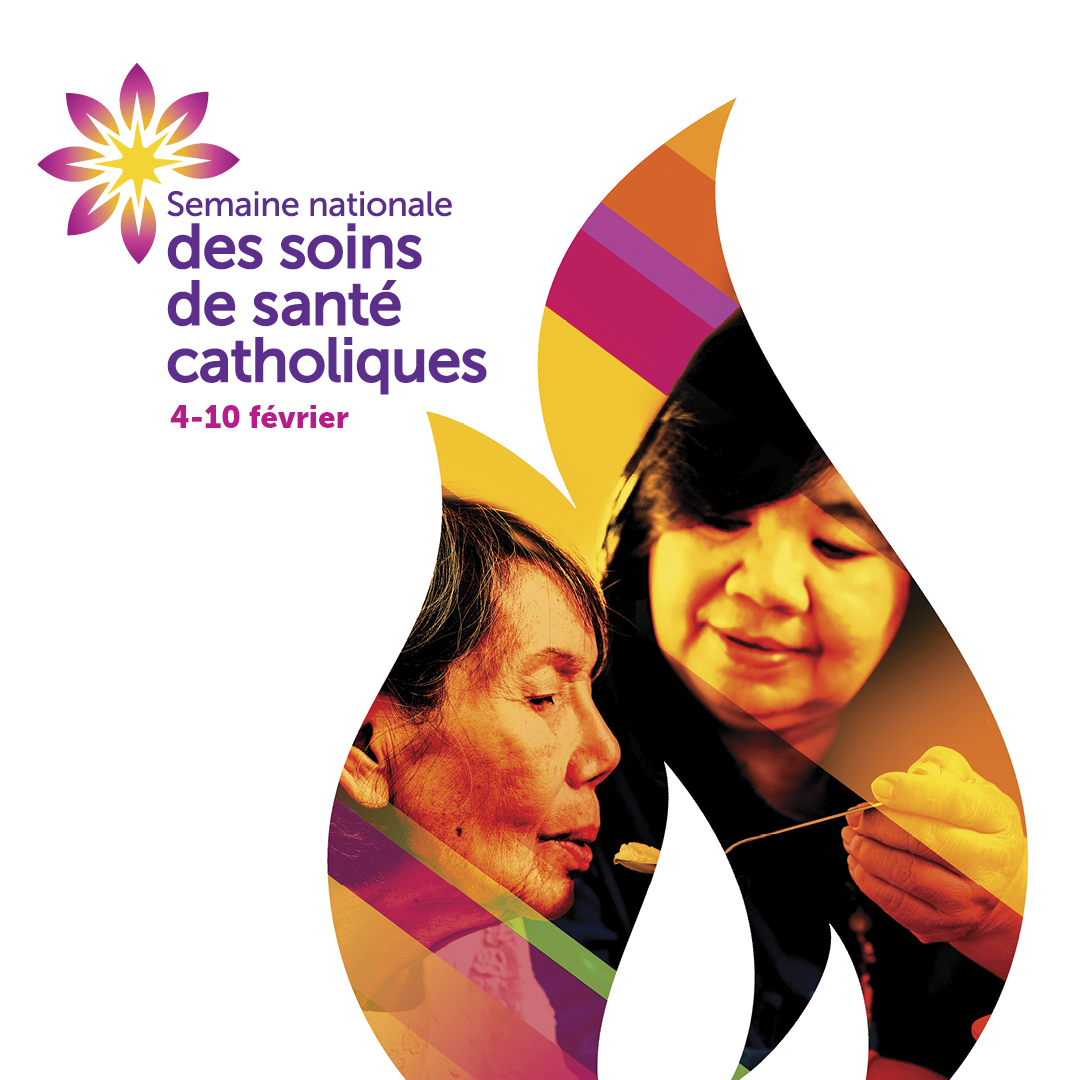 Semaine nationale
des soins
de santé
catholiques
4-10 février